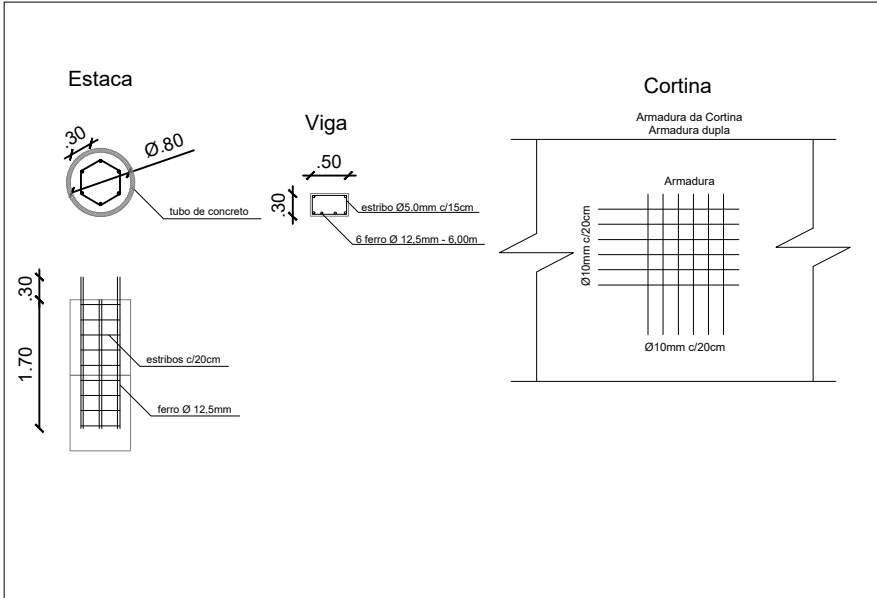 Estaca
.30
Ø.80
tubo de concreto
.30
1.70
estribos c/20cm
ferro Ø 12,5mm
Viga
.50
.30
estribo Ø5.0mm c/15cm
6 ferro Ø 12,5mm - 6,00m
Cortina
Armadura da Cortina
Armadura dupla
Armadura
Ø10mm c/20cm
Ø10mm c/20cm